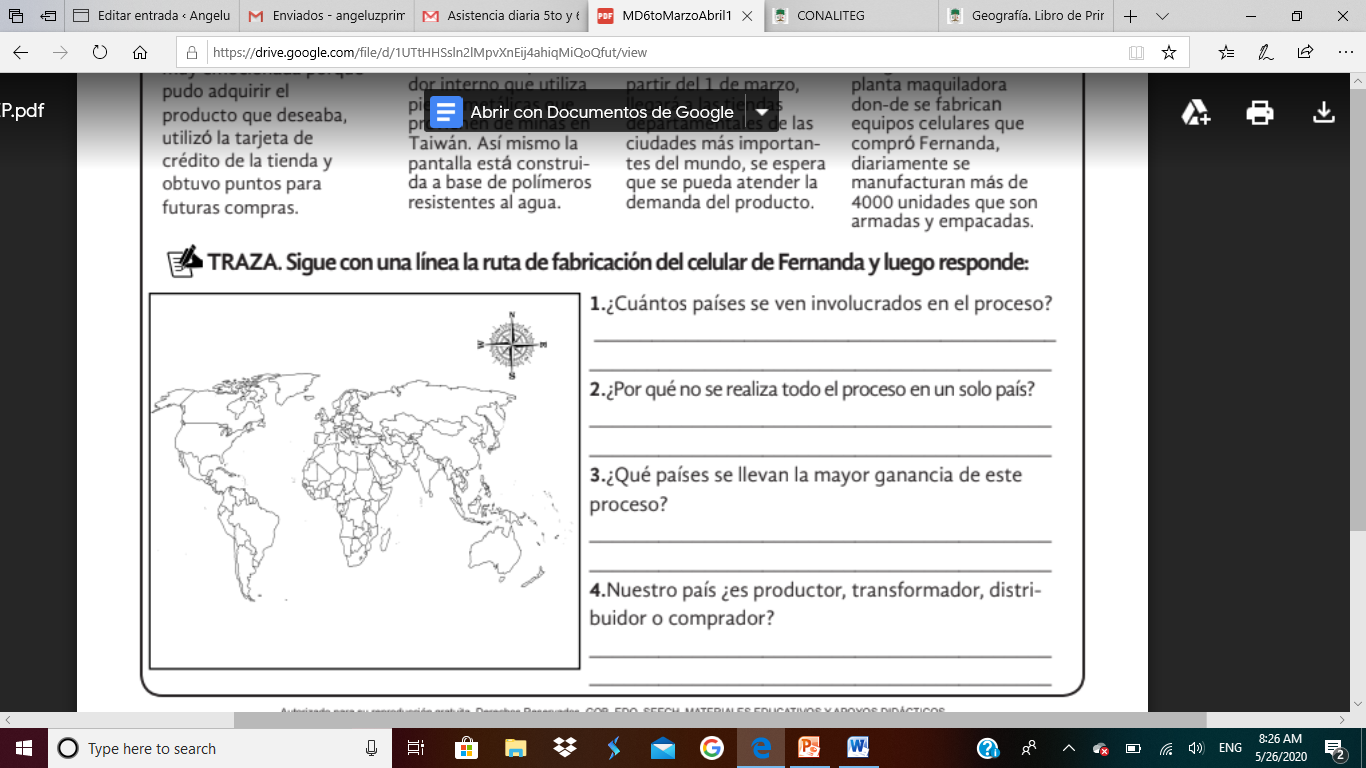 Editar entrada ‹ Angelu
Enviados - angeluzprim
Asistencia diaria 5to y 6
PDF MD6toMarzoAbril1
CONALITEG
Geografía. Libro de Prir
https://drive.google.com/file/d/1UTtHHSsln2lMpvXnEij4ahiqMiQoQfut/view
P.pdf
Abrir con Documentos de Google
pudo adquirir el
producto que deseaba,
utilizó la tarjeta de
crédito de la tienda y
obtuvo puntos para
futuras compras.
dor interno que utiliza
Taiwán. Así mismo la
pantalla está construi-
da a base de polímeros
resistentes al agua.
partir del 1 de marzo,
llegará a las tiendas
departamentales de las
ciudades más importan-
tes del mundo, se espera
que se pueda atender la
demanda del producto.
planta maquiladora
don-de se fabrican
equipos celulares que
compró Fernanda,
diariamente se
manufacturan más de
4000 unidades que son
armadas y empacadas.
TRAZA. Sigue con una línea la ruta de fabricación del celular de Fernanda y luego responde:
N
W E
S
1.¿Cuántos países se ven involucrados en el proceso?
2.¿Por qué no se realiza todo el proceso en un solo país?
3.¿Qué países se llevan la mayor ganancia de este
proceso?
4.Nuestro país ¿es productor, transformador, distri-
buidor o comprador?
Type here to search
ENG
8:26 AM
5/26/2020
2